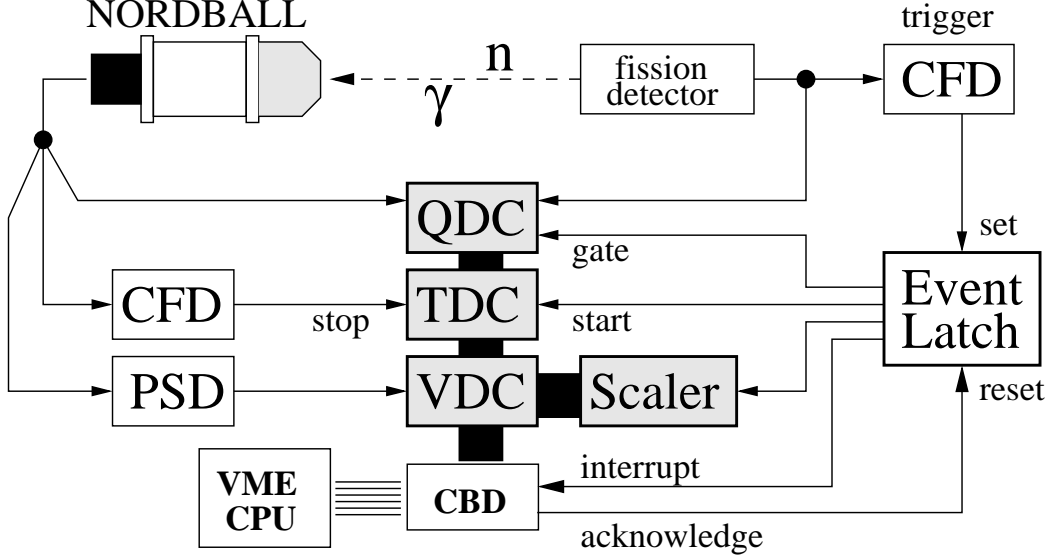 NORDBALL
trigger
n
γ
fission
detector
CFD
QDC
gate
set
CFD
stop
TDC
start
Event
Latch
PSD
VDC
Scaler
reset
VME
CPU
CBD
interrupt
acknowledge